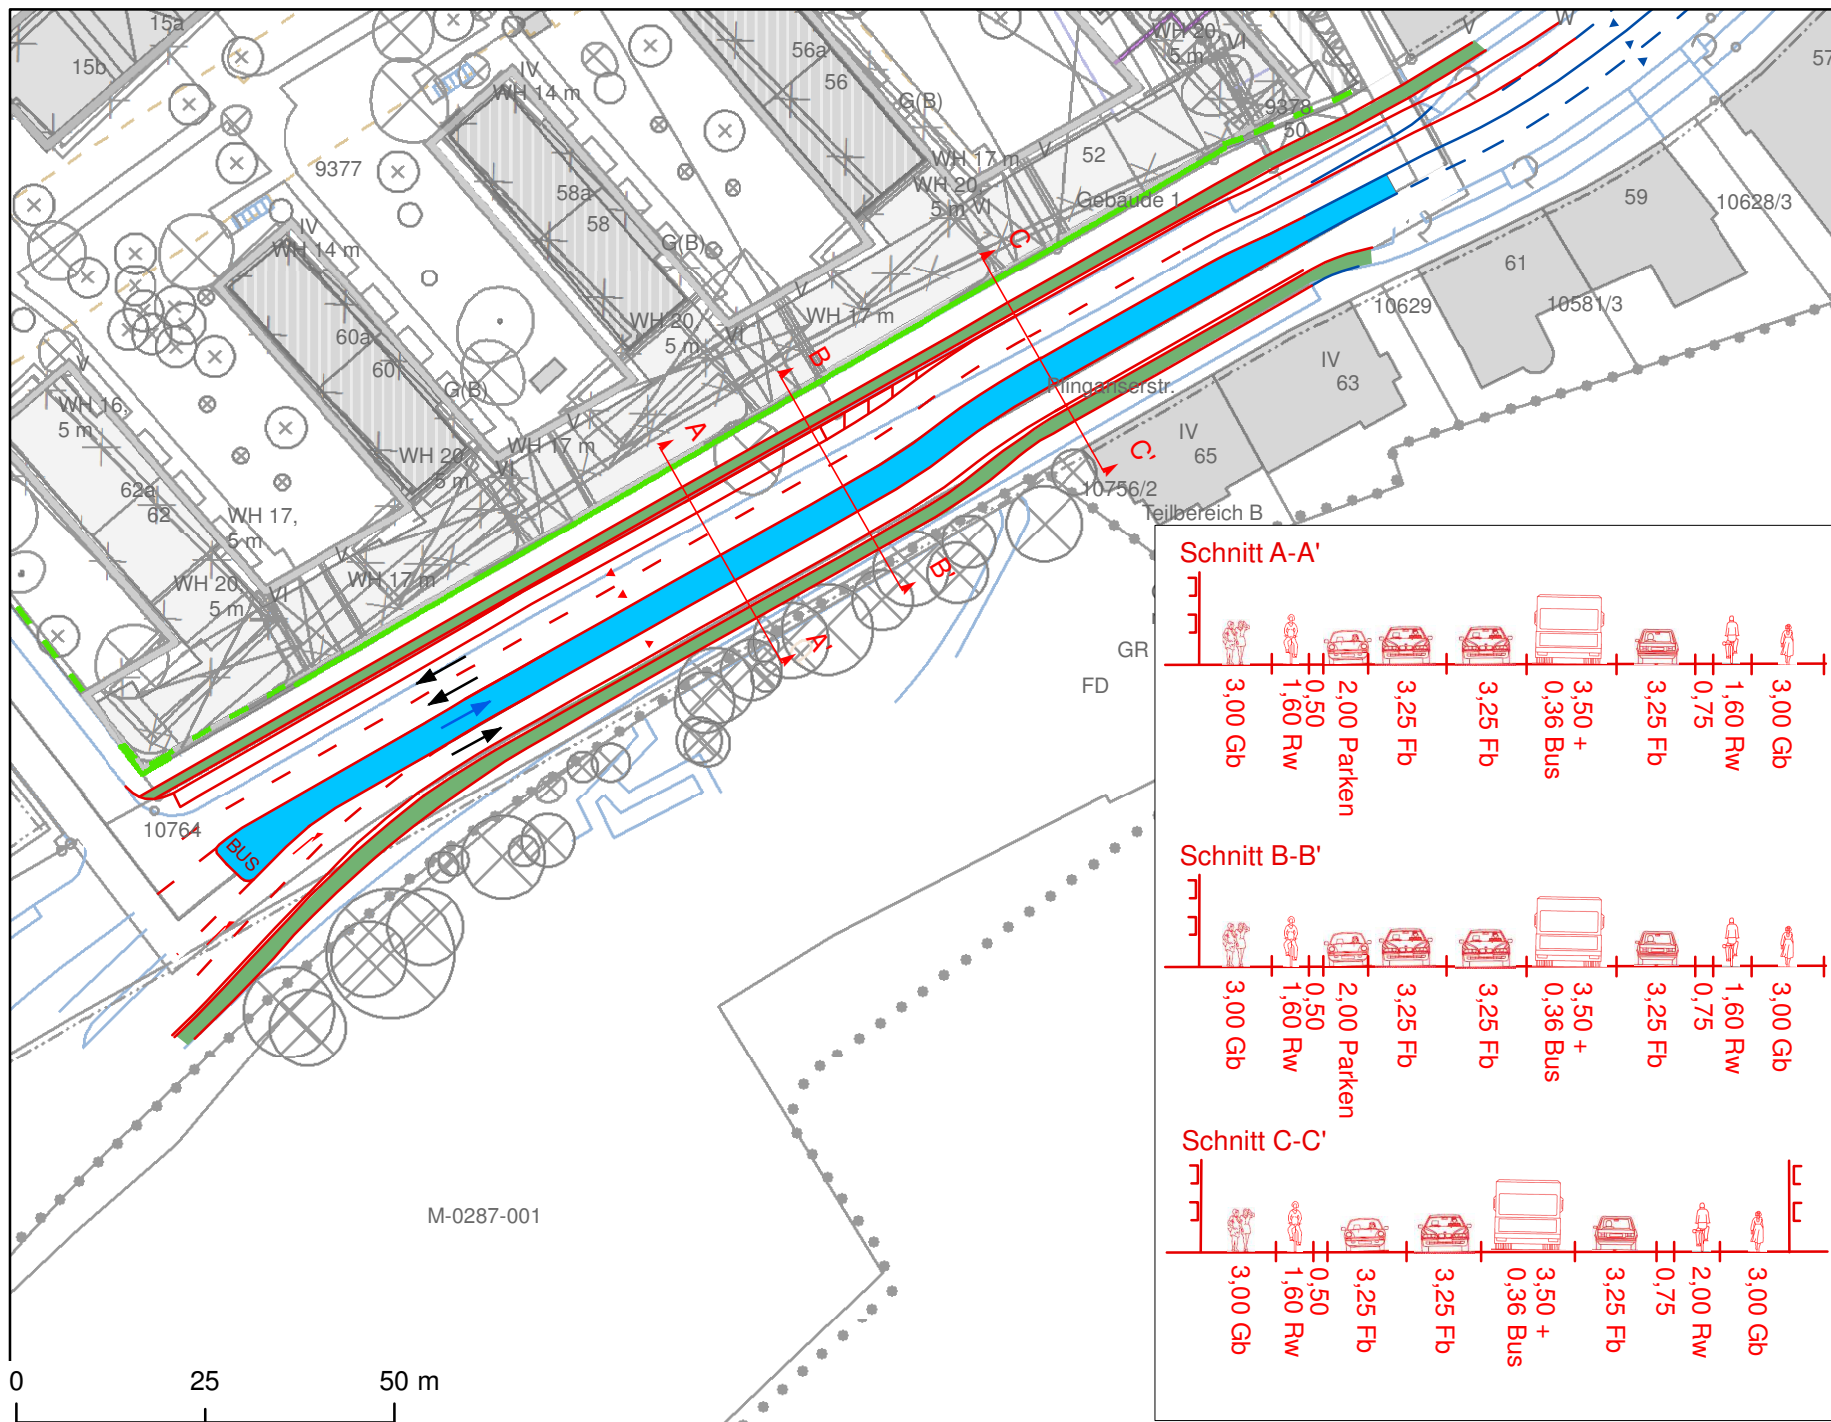 15a
15b
IV
WH 14 m
56a
56
G(B)
WH 20,
5 m
VI
V
W
57
9377
58a
58
WH 17 m
V
52
9378
50
WH 20,
5 m
VI
Gebäude 1
59
10628/3
IV
WH 14 m
G(B)
61
10629
10581/3
60a
60
WH 20,
5 m
VI
V
WH 17 m
C
B
Plinganserstr.
IV
63
G(B)
WH 16,
5 m
V
A
IV
65
C'
10756/2
Teilbereich B
62a
62
WH 17,
5 m
WH 20,
5 m
VI
V
WH 17 m
WH 20,
5 m
VI
V
WH 17 m
B'
A'
GR
FD
10764
BUS
M-0287-001
0
25
50 m
Schnitt A-A'
3,00 Gb
1,60 Rw
0,50
2,00 Parken
3,25 Fb
3,25 Fb
3,50 +
0,36 Bus
3,25 Fb
0,75
1,60 Rw
3,00 Gb
Schnitt B-B'
3,00 Gb
1,60 Rw
0,50
2,00 Parken
3,25 Fb
3,25 Fb
3,50 +
0,36 Bus
3,25 Fb
0,75
1,60 Rw
3,00 Gb
Schnitt C-C'
3,00 Gb
1,60 Rw
0,50
3,25 Fb
3,25 Fb
3,50 +
0,36 Bus
3,25 Fb
0,75
2,00 Rw
3,00 Gb